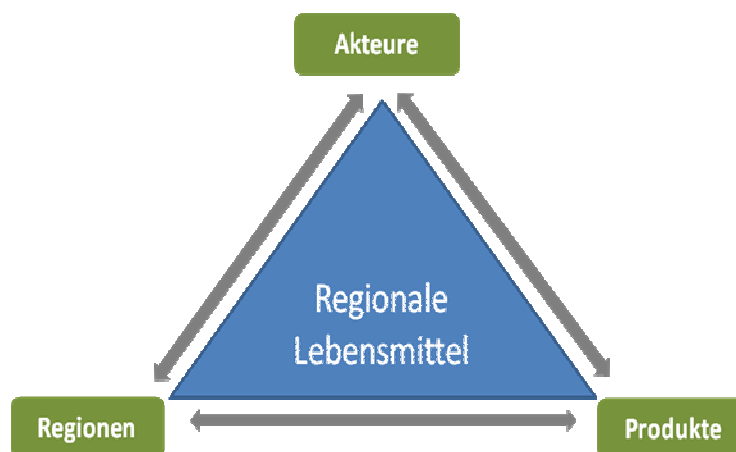 Akteure
Regionale
Lebensmittel
Regionen
Produkte